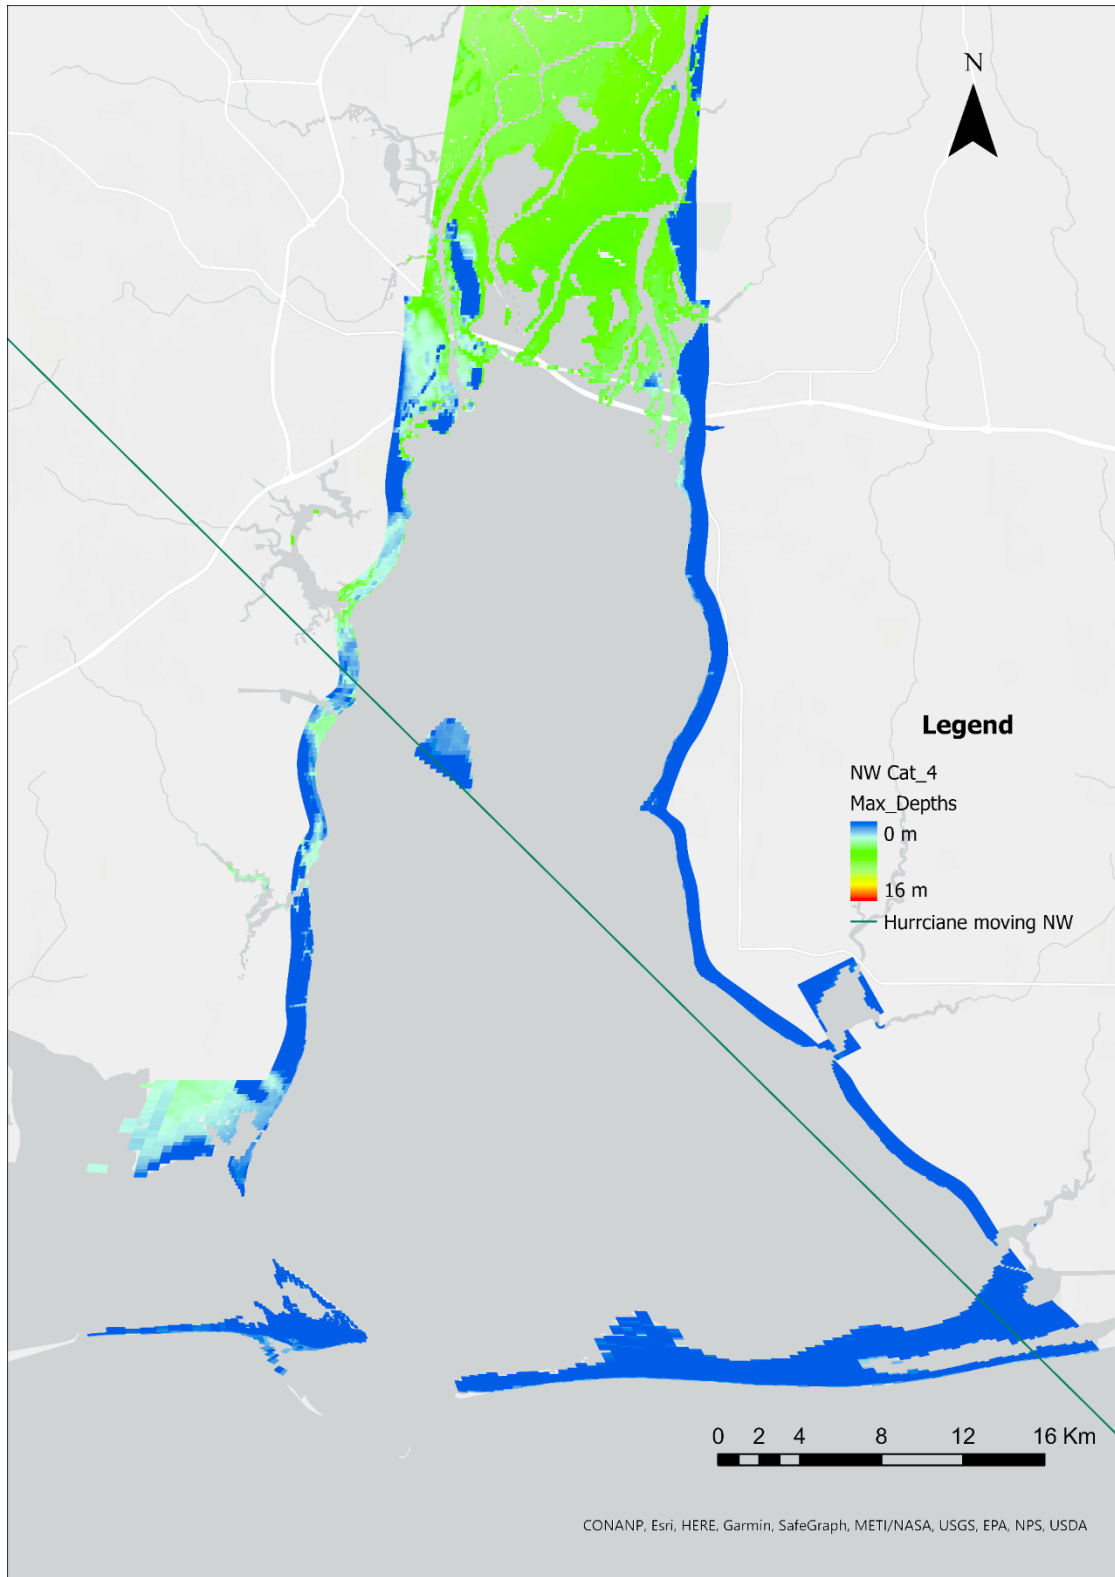 N
Legend
NW Cat_4
Max_Depths
0 m
16 m
Hurrciane moving NW
0 2 4 8 12 16 Km
CONANP, Esri, HERE, Garmin, SafeGraph, METI/NASA, USGS, EPA, NPS, USDA